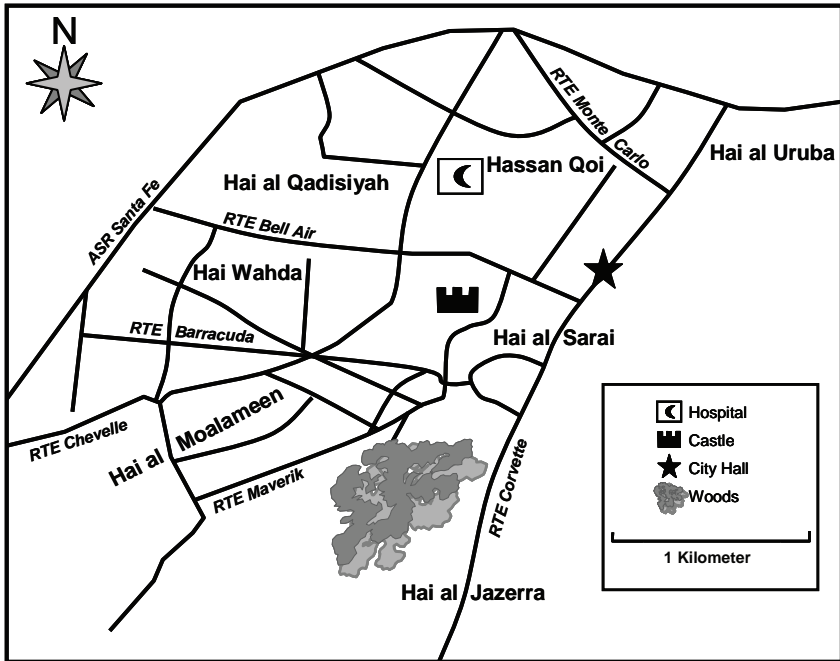 N
RTE Monte Carlo
Hai al Uruba
Hassan Qoi
Hai al Qadisiyah
ASR Santa Fe
RTE Bell Air
Hai Wahda
RTE Barracuda
Hai al Sarai
Hospital
Castle
City Hall
Woods
1 Kilometer
RTE Chevelle
Hai al Moalameen
RTE Maverik
RTE Corvette
Hai al Jazerra